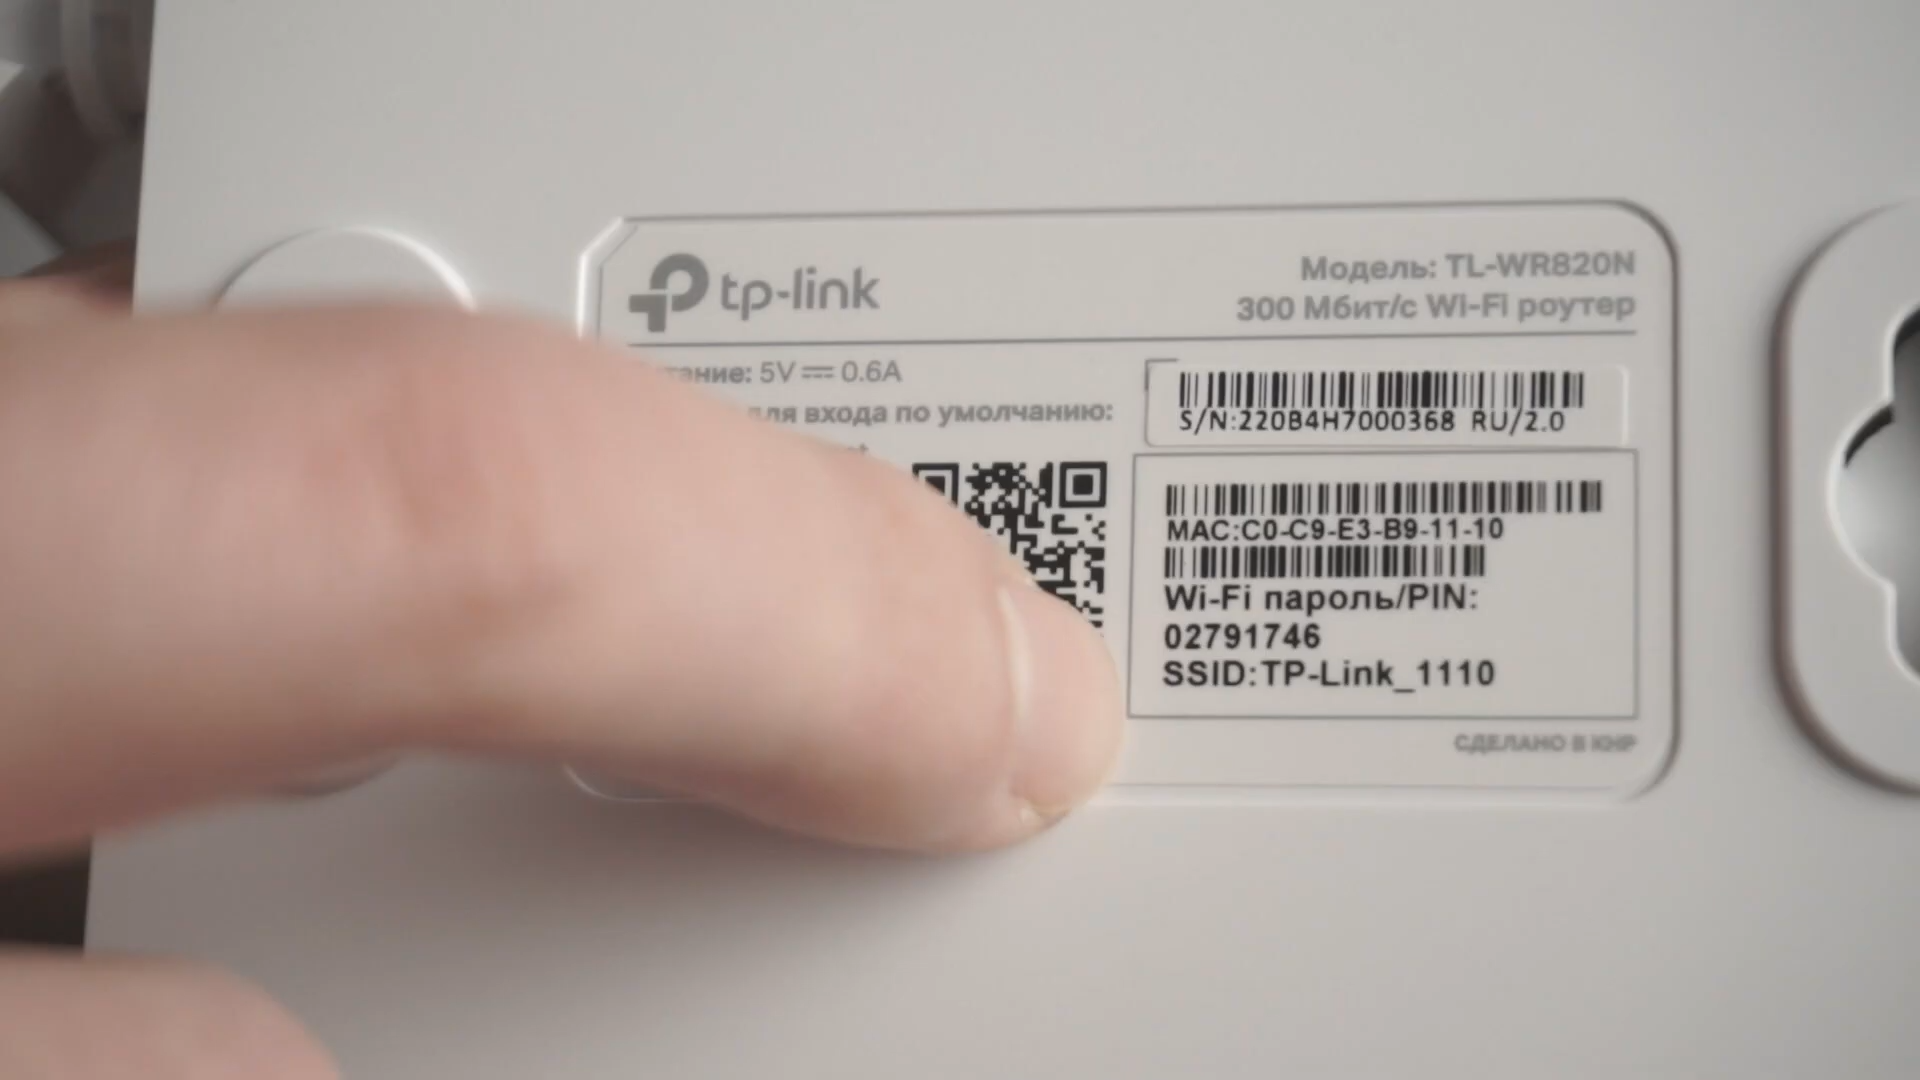 tp-link
Модель: TL-WR820N
300 Мбит/с Wi-Fi роутер
5V 0.6A
для входа по умолчанию:
S/N:220B4H7000368 RU/2.0
MAC:C0-C9-E3-B9-11-10
Wi-Fi пароль/PIN:
02791746
SSID:TP-Link_1110
СДЕЛАНО В КНР